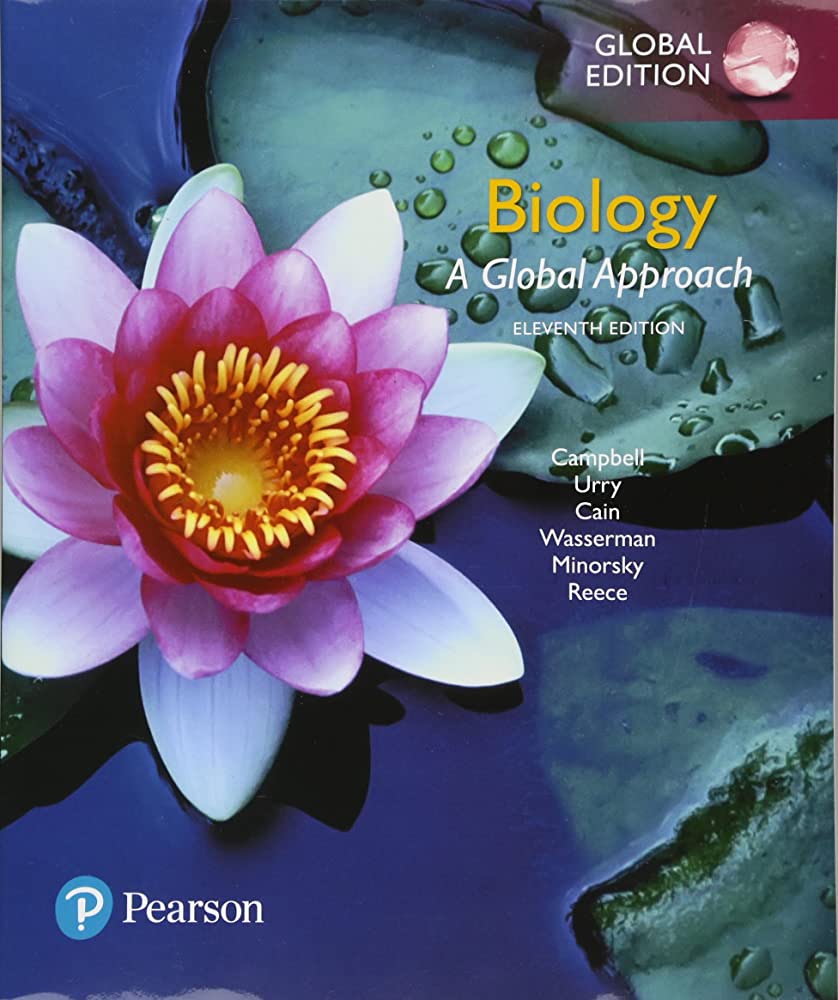 GLOBAL
EDITION
Biology
A Global Approach
ELEVENTH EDITION
Campbell
Urry
Cain
Wasserman
Minorsky
Reece
P Pearson